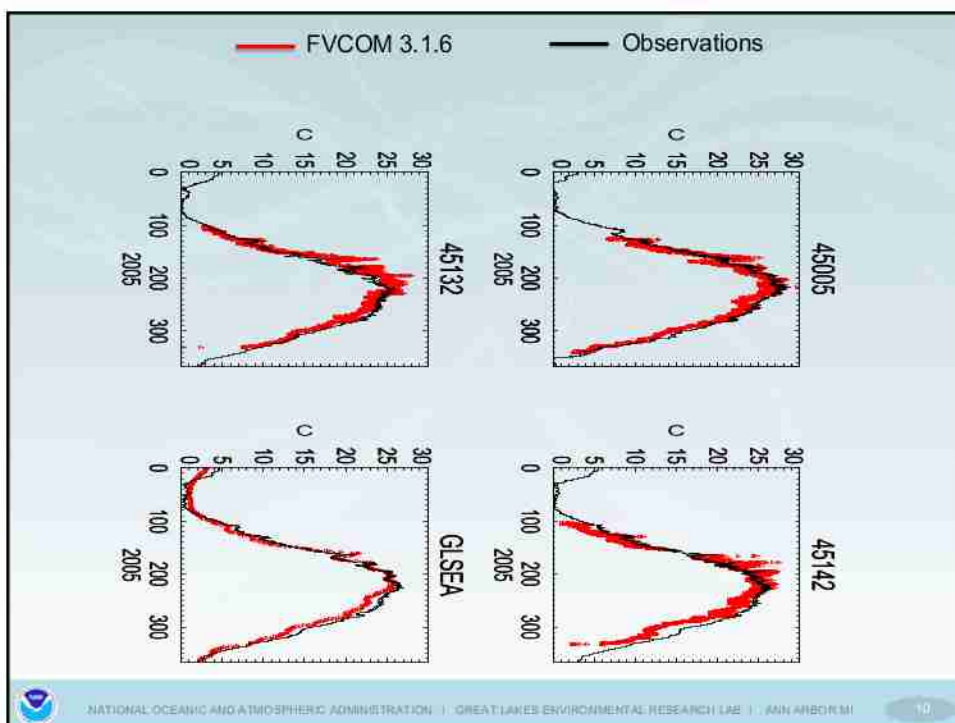 FVCOM 3.1.6
Observations
45132
C
0 5 10 15 20 25 30
0 100 200 300
2005
45005
C
0 5 10 15 20 25 30
0 100 200 300
2005
GLSEA
C
0 5 10 15 20 25 30
0 100 200 300
2005
45142
C
0 5 10 15 20 25 30
0 100 200 300
2005
NATIONAL OCEANIC AND ATMOSPHERIC ADMINISTRATION | GREAT LAKES ENVIRONMENTAL RESEARCH LAB | ANN ARBOR MI
10